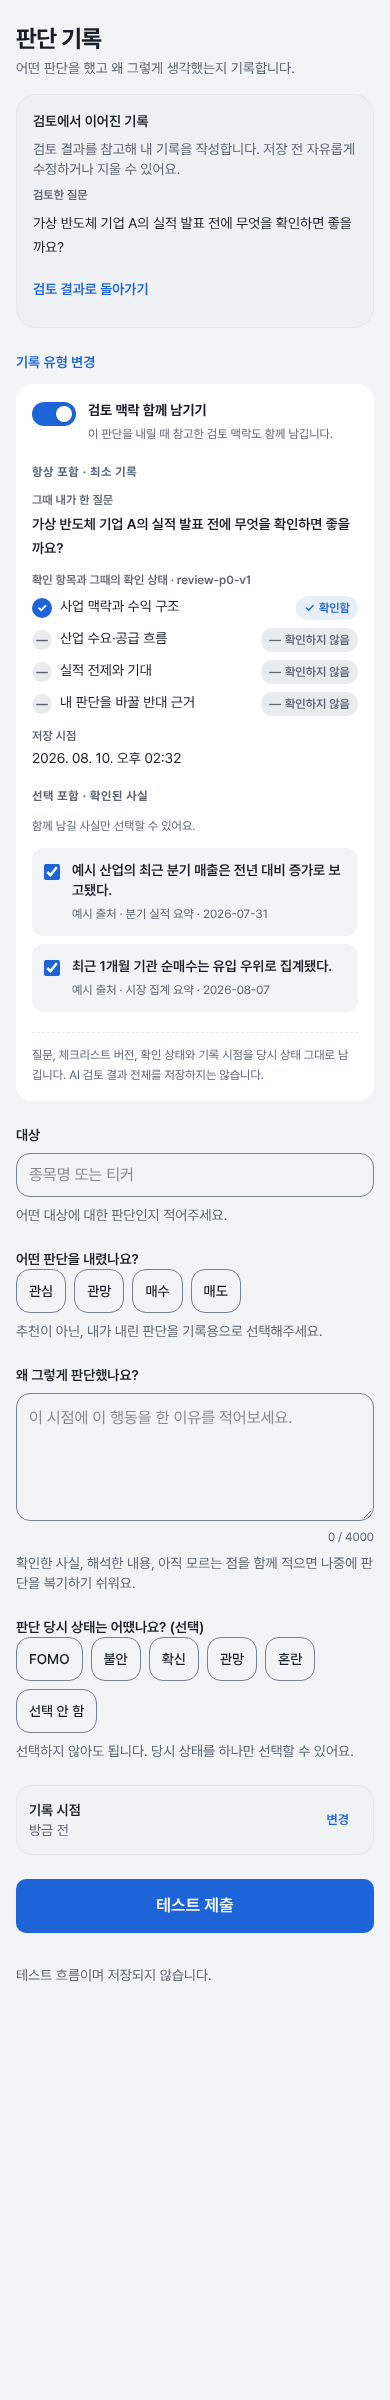 판단 기록
어떤 판단을 했고 왜 그렇게 생각했는지 기록합니다.
검토에서 이어진 기록
검토 결과를 참고해 내 기록을 작성합니다. 저장 전 자유롭게
수정하거나 지울 수 있어요.
검토한 질문
가상 반도체 기업 A의 실적 발표 전에 무엇을 확인하면 좋을
까요?
검토 결과로 돌아가기
기록 유형 변경
검토 맥락 함께 남기기
이 판단을 내릴 때 참고한 검토 맥락도 함께 남깁니다.
항상 포함 · 최소 기록
그때 내가 한 질문
가상 반도체 기업 A의 실적 발표 전에 무엇을 확인하면 좋을
까요?
확인 항목과 그때의 확인 상태 · review-p0-v1
사업 맥락과 수익 구조 ✓ 확인함
— 산업 수요·공급 흐름 — 확인하지 않음
— 실적 전제와 기대 — 확인하지 않음
— 내 판단을 바꿀 반대 근거 — 확인하지 않음
저장 시점
2026. 08. 10. 오후 02:32
선택 포함 · 확인된 사실
함께 남길 사실만 선택할 수 있어요.
예시 산업의 최근 분기 매출은 전년 대비 증가로 보
고됐다.
예시 출처 · 분기 실적 요약 · 2026-07-31
최근 1개월 기관 순매수는 유입 우위로 집계됐다.
예시 출처 · 시장 집계 요약 · 2026-08-07
질문, 체크리스트 버전, 확인 상태와 기록 시점을 당시 상태 그대로 남
깁니다. AI 검토 결과 전체를 저장하지는 않습니다.
대상
종목명 또는 티커
어떤 대상에 대한 판단인지 적어주세요.
어떤 판단을 내렸나요?
관심 관망 매수 매도
추천이 아닌, 내가 내린 판단을 기록용으로 선택해주세요.
왜 그렇게 판단했나요?
이 시점에 이 행동을 한 이유를 적어보세요.
0 / 4000
확인한 사실, 해석한 내용, 아직 모르는 점을 함께 적으면 나중에 판
단을 복기하기 쉬워요.
판단 당시 상태는 어땠나요? (선택)
FOMO 불안 확신 관망 혼란
선택 안 함
선택하지 않아도 됩니다. 당시 상태를 하나만 선택할 수 있어요.
기록 시점
방금 전
변경
테스트 제출
테스트 흐름이며 저장되지 않습니다.